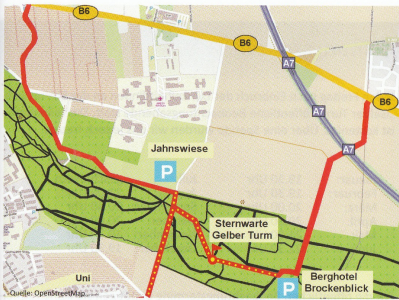 B6
B6
A7
B6
A7
A7
Jahnswiese
P
Sternwarte
Gelber Turm
P
Berghotel
Brockenblick
Uni
Quelle: OpenStreetMap